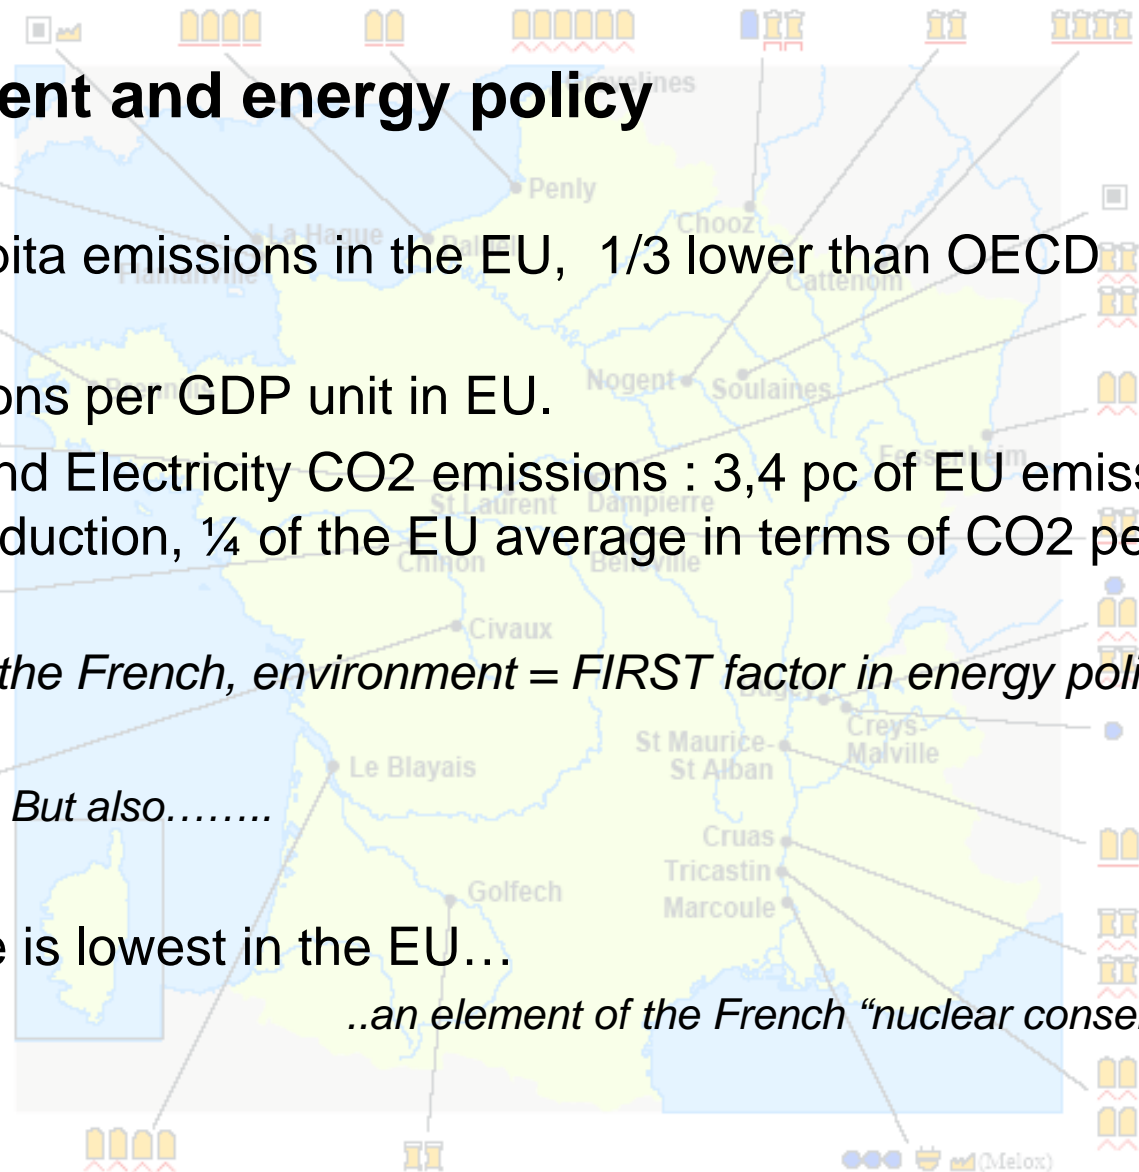 Gravelines
ent and energy policy
Penly
Chooz
La Hague
Paluel
pita emissions in the EU, 1/3 lower than OECD
Flamanville
Cattenom
Nogent
Soulaines
ons per GDP unit in EU.
Fessenheim
nd Electricity CO2 emissions : 3,4 pc of EU emiss
St Laurent
Dampierre
duction, ¼ of the EU average in terms of CO2 pe
Chinon
Belleville
Civaux
the French, environment = FIRST factor in energy poli
Bugey
Creys-
Malville
St Maurice-
St Alban
Le Blayais
But also……..
Cruas
Tricastin
Golfech
Marcoule
e is lowest in the EU…
..an element of the French “nuclear conse
(Melox)